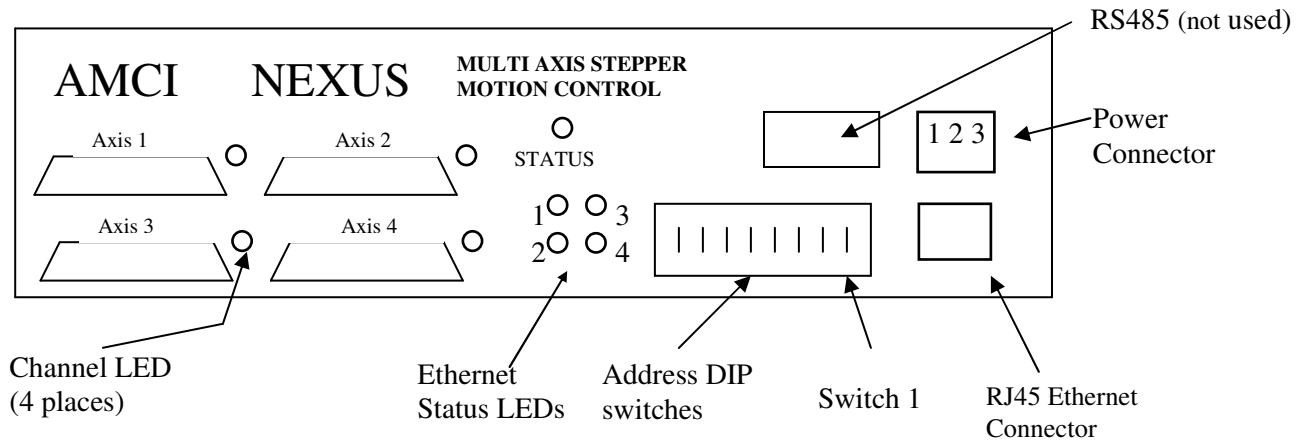 RS485 (not used)
AMCI NEXUS
MULTI AXIS STEPPER
MOTION CONTROL
Axis 1
Axis 2
STATUS
1 2 3
Power
Connector
Axis 3
Axis 4
1 3
2 4
Channel LED
(4 places)
Ethernet
Status LEDs
Address DIP
switches
Switch 1
RJ45 Ethernet
Connector